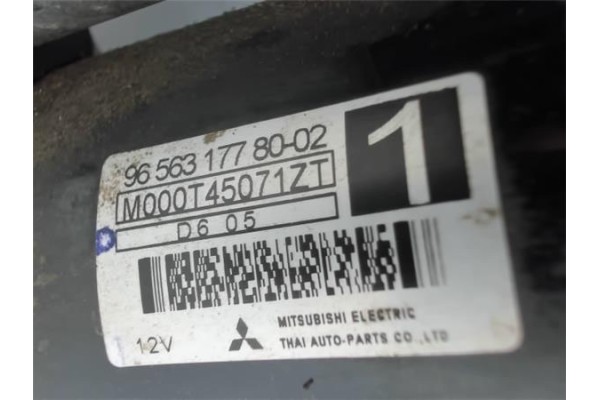 96 563 177 80-02
1
M000T45071ZT
D6 05
12V
MITSUBISHI ELECTRIC
THAI AUTO-PARTS CO.,LTD